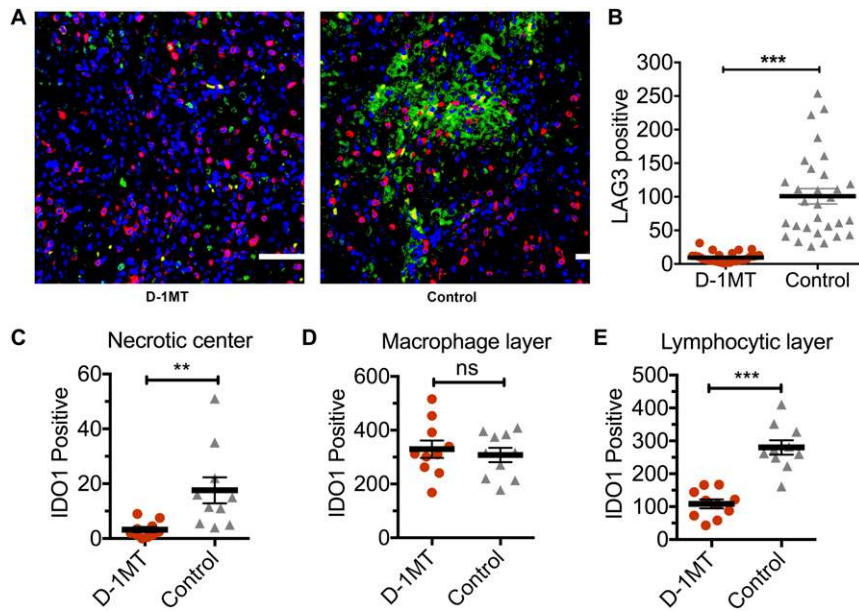 A
D-1MT
Control
B
LAG3 positive
300
250
200
150
100
50
0
***
D-1MT
Control
C
Necrotic center
IDO1 Positive
60
40
20
0
**
D-1MT
Control
D
Macrophage layer
IDO1 Positive
600
400
200
0
ns
D-1MT
Control
E
Lymphocytic layer
IDO1 Positive
500
400
300
200
100
0
***
D-1MT
Control